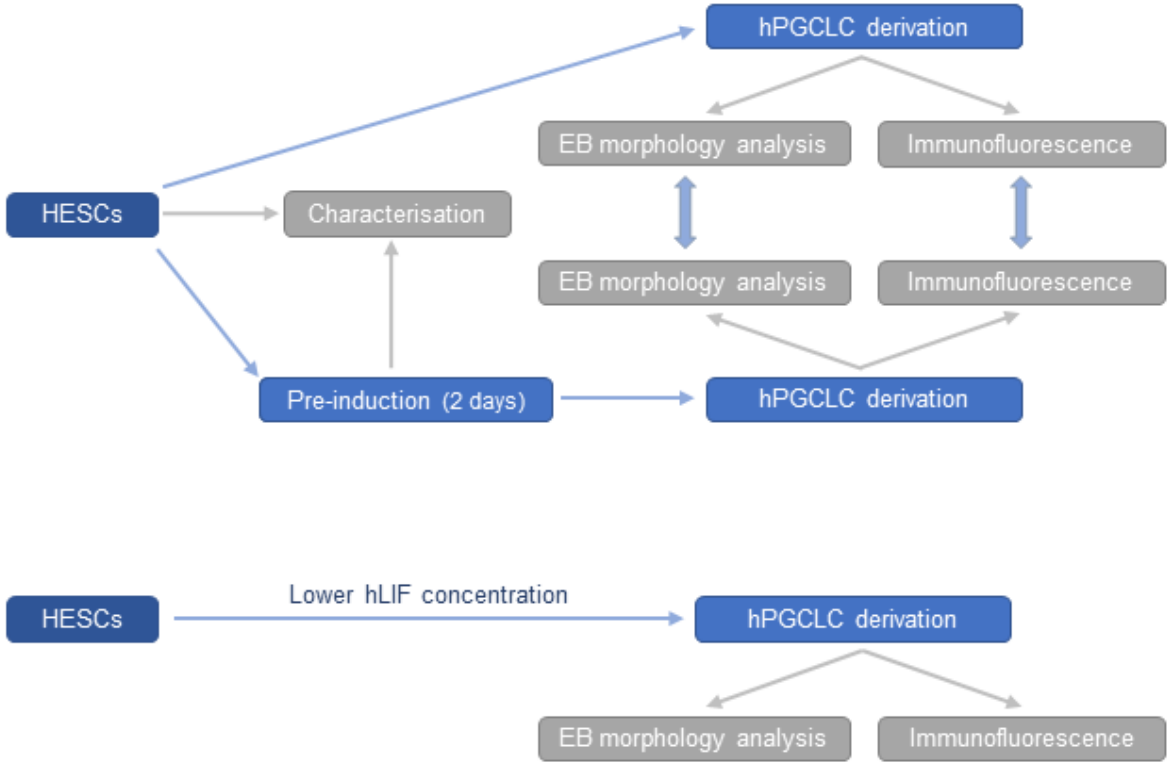 hPGCLC derivation
EB morphology analysis
Immunofluorescence
HESCs
Characterisation
EB morphology analysis
Immunofluorescence
Pre-induction (2 days)
hPGCLC derivation
Lower hLIF concentration
HESCs
hPGCLC derivation
EB morphology analysis
Immunofluorescence